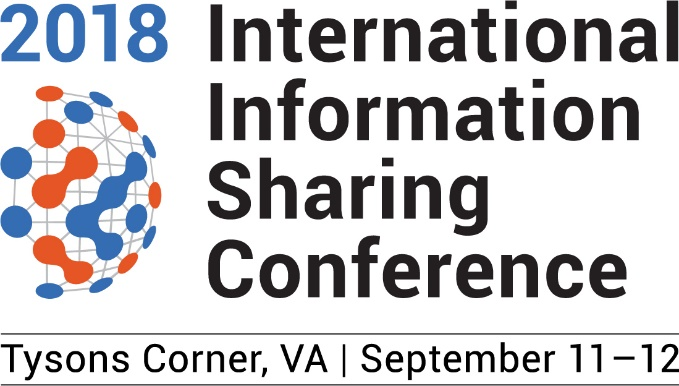 2018 International
Information
Sharing
Conference
Tysons Corner, VA | September 11–12